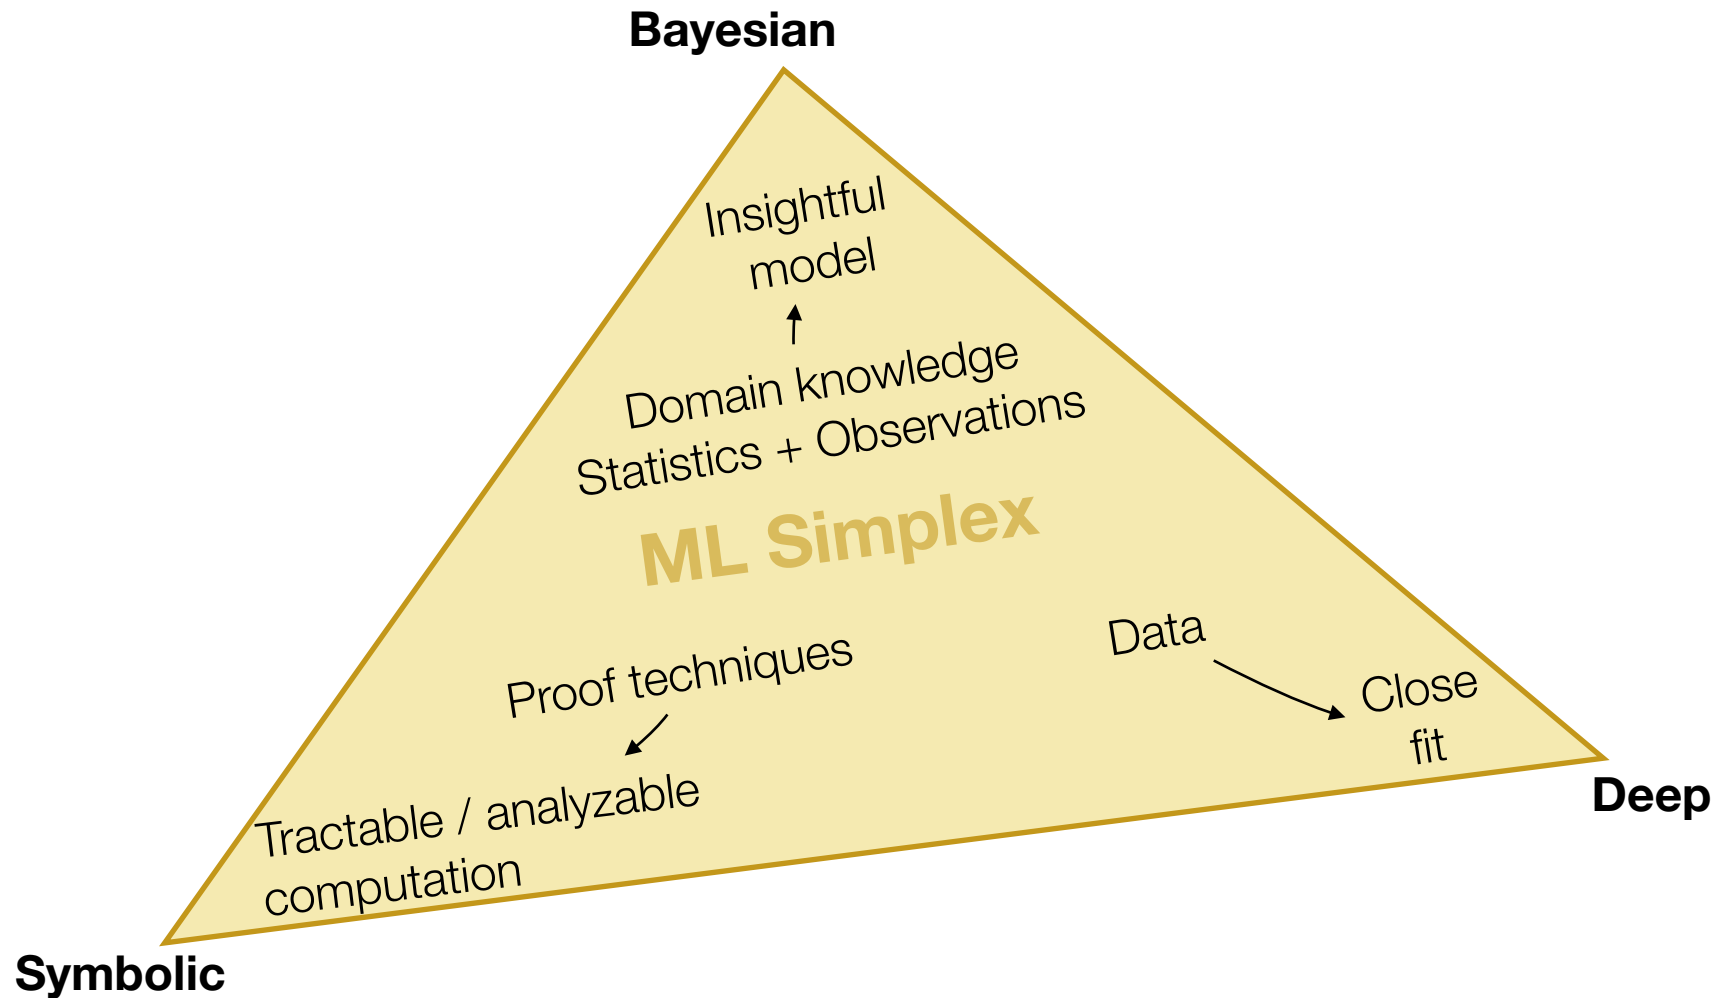 Bayesian
Insightful
model
Domain knowledge
Statistics + Observations
ML Simplex
Proof techniques
Data
Close
fit
Tractable / analyzable
computation
Deep
Symbolic